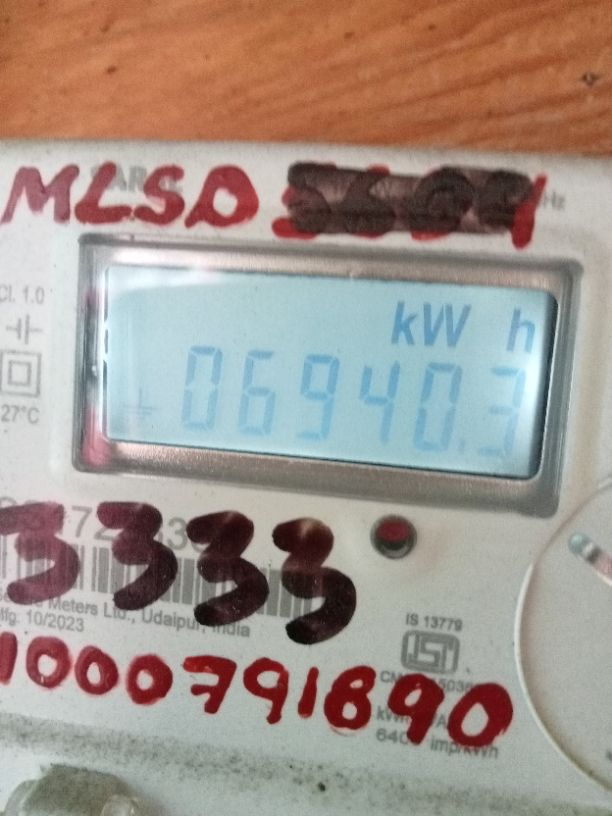 MLSD
Hz
Cl. 1.0
kW h
06940.3
27°C
3333
Meters Ltd., Udaipur, India
Mfg. 10/2023
IS 13779
1000791890
imp/kWh